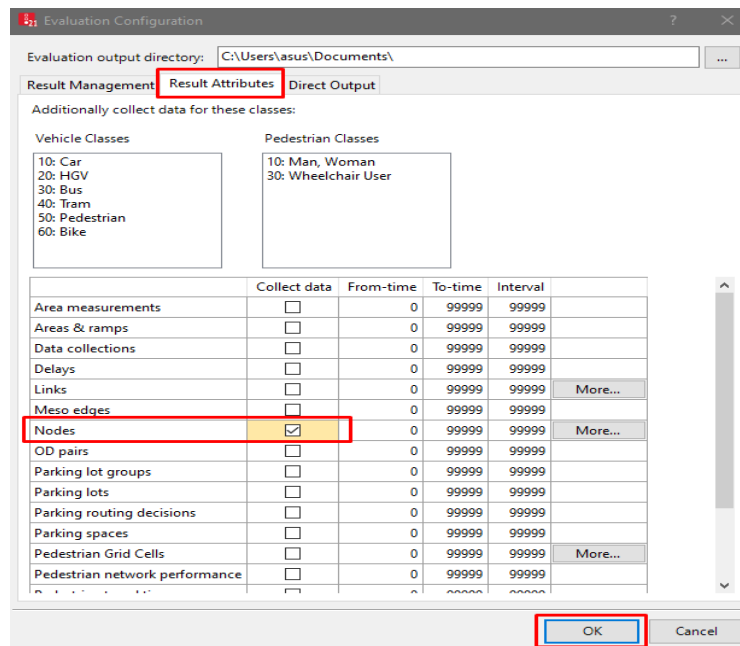 21 Evaluation Configuration ? ×
Evaluation output directory: C:\Users\asus\Documents\ ...
Result Management Result Attributes Direct Output
Additionally collect data for these classes:
Vehicle Classes Pedestrian Classes
10: Car 10: Man, Woman
20: HGV 30: Wheelchair User
30: Bus
40: Tram
50: Pedestrian
60: Bike
Collect data From-time To-time Interval
Area measurements 0 99999 99999
Areas & ramps 0 99999 99999
Data collections 0 99999 99999
Delays 0 99999 99999
Links 0 99999 99999 More...
Meso edges 0 99999 99999
Nodes 0 99999 99999 More...
OD pairs 0 99999 99999
Parking lot groups 0 99999 99999
Parking lots 0 99999 99999
Parking routing decisions 0 99999 99999
Parking spaces 0 99999 99999
Pedestrian Grid Cells 0 99999 99999 More...
Pedestrian network performance 0 99999 99999
OK Cancel